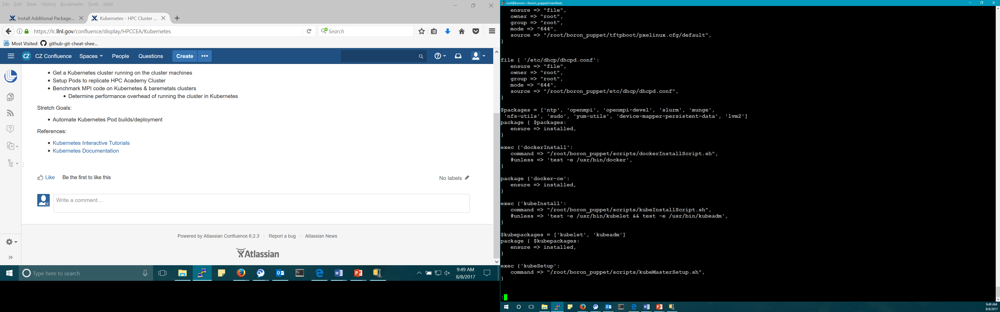 File Edit View History Bookmarks Tools Help
Install Additional Package...
Kubernetes - HPC Cluster ...
https://lc.llnl.gov/confluence/display/HPCCEA/Kubernetes
Search
Most Visited github-git-cheat-shee...
CZ CZ Confluence Spaces People Questions Create
Get a Kubernetes cluster running on the cluster machines
Setup Pods to replicate HPC Academy Cluster
Benchmark MPI code on Kubernetes & baremetals clusters
Determine performance overhead of running the cluster in Kubernetes
Stretch Goals:
Automate Kubernetes Pod builds/deployment
References:
Kubernetes Interactive Tutorials
Kubernetes Documentation
Like Be the first to like this
No labels
Write a comment…
Powered by Atlassian Confluence 6.2.3 · Report a bug · Atlassian News
Atlassian
Type here to search
9:49 AM
8/8/2017
root@boroni:~/boron_puppet/manifests
ensure => "file",
owner => "root",
group => "root",
mode => "644",
source => "/root/boron_puppet/tftpboot/pxelinux.cfg/default",
}
file { '/etc/dhcp/dhcpd.conf':
ensure => "file",
owner => "root",
group => "root",
mode => "644",
source => "/root/boron_puppet/etc/dhcp/dhcpd.conf",
}
$packages = ['ntp', 'openmpi', 'openmpi-devel', 'slurm', 'munge',
'nfs-utils', 'sudo', 'yum-utils', 'device-mapper-persistent-data', 'lvm2']
package { $packages:
ensure => installed,
}
exec {'dockerInstall':
command => "/root/boron_puppet/scripts/dockerInstallScript.sh",
#unless => 'test -e /usr/bin/docker',
}
package {'docker-ce':
ensure => installed,
}
exec {'kubeInstall':
command => "/root/boron_puppet/scripts/kubeInstallScript.sh",
#unless => 'test -e /usr/bin/kubelet && test -e /usr/bin/kubeadm',
}
$kubepackages = ['kubelet', 'kubeadm']
package { $kubepackages:
ensure => installed,
}
exec {'kubeSetup':
command => "/root/boron_puppet/scripts/kubeMasterSetup.sh",
}
:
9:49 AM
8/8/2017